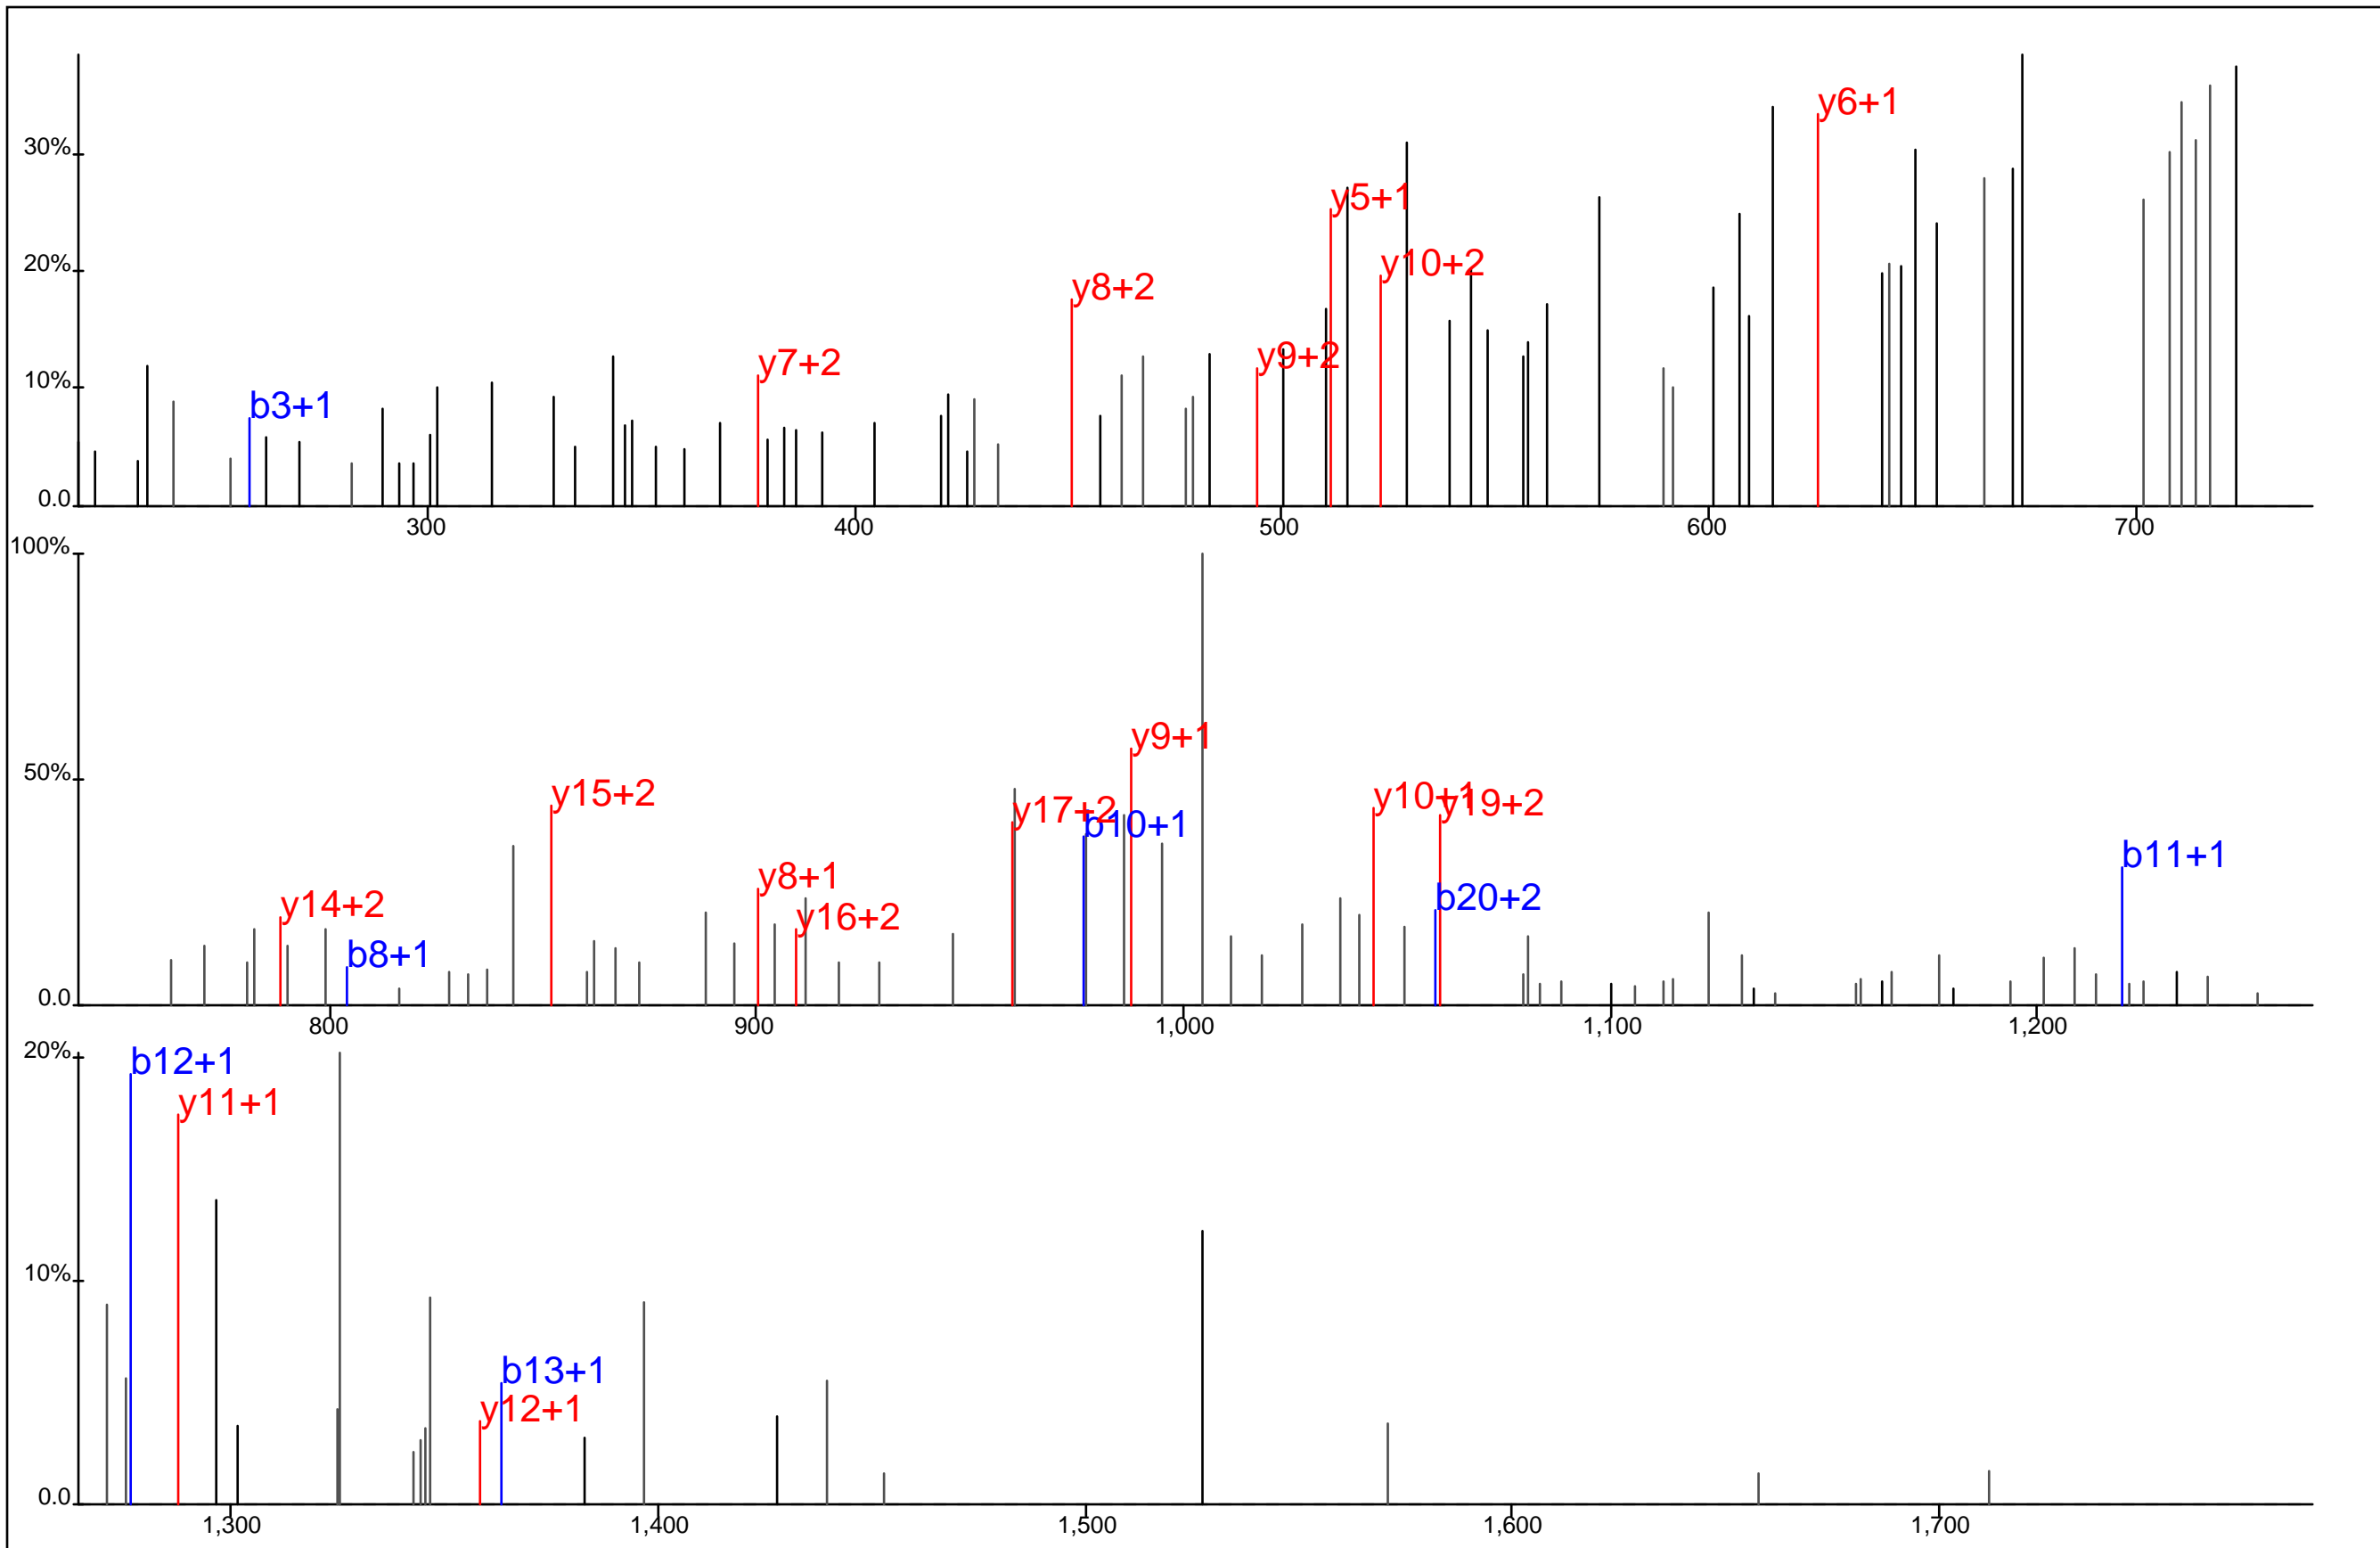 y6+1
30%
y5+1
20%
y10+2
y8+2
y9+2
y7+2
10%
b3+1
0.0
300 400 500 600 700
100%
y9+1
50%
y15+2
y10+1
y19+2
y17+2
b10+1
b11+1
y8+1
b20+2
y14+2
y16+2
b8+1
0.0
800 900 1,000 1,100 1,200
20%
b12+1
y11+1
10%
b13+1
y12+1
0.0
1,300 1,400 1,500 1,600 1,700